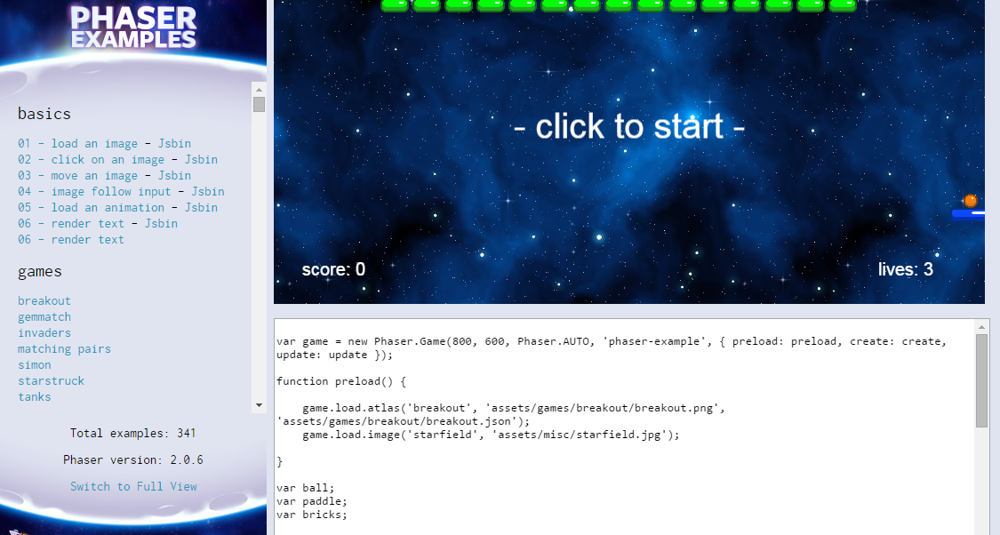 PHASER
EXAMPLES
basics
01 - load an image - Jsbin
02 - click on an image - Jsbin
03 - move an image - Jsbin
04 - image follow input - Jsbin
05 - load an animation - Jsbin
06 - render text - Jsbin
06 - render text
games
breakout
gemmatch
invaders
matching pairs
simon
starstruck
tanks
Total examples: 341
Phaser version: 2.0.6
Switch to Full View
- click to start -
score: 0
lives: 3
var game = new Phaser.Game(800, 600, Phaser.AUTO, 'phaser-example', { preload: preload, create: create,
update: update });
function preload() {
    game.load.atlas('breakout', 'assets/games/breakout/breakout.png',
'assets/games/breakout/breakout.json');
    game.load.image('starfield', 'assets/misc/starfield.jpg');
}
var ball;
var paddle;
var bricks;